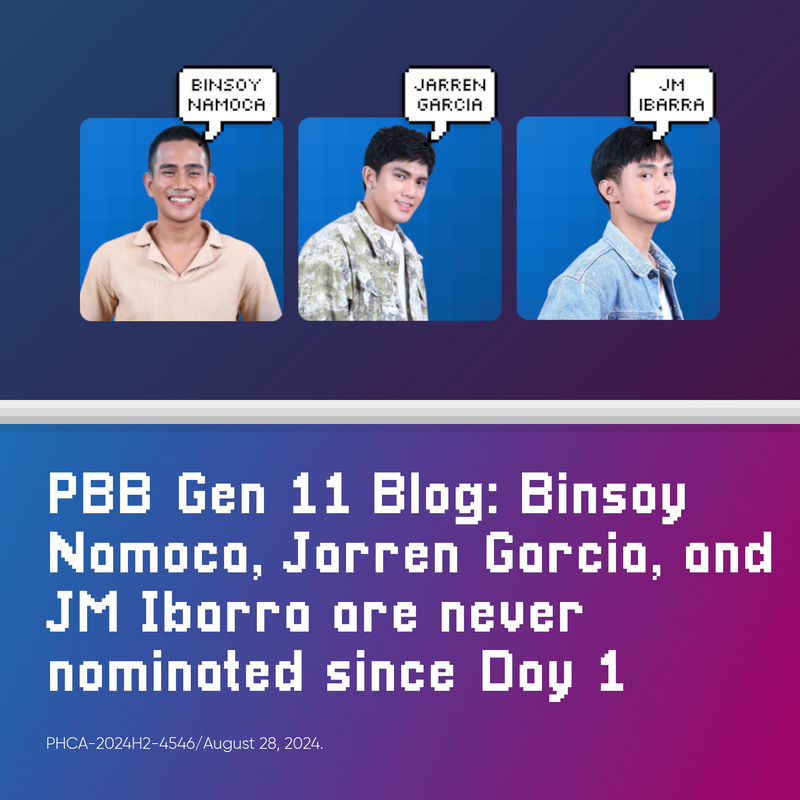 BINSOY
NAMOCA
JARREN
GARCIA
JM
IBARRA
PBB Gen 11 Blog: Binsoy
Namoca, Jarren Garcia, and
JM Ibarra are never
nominated since Day 1
PHCA-2024H2-4546/August 28, 2024.